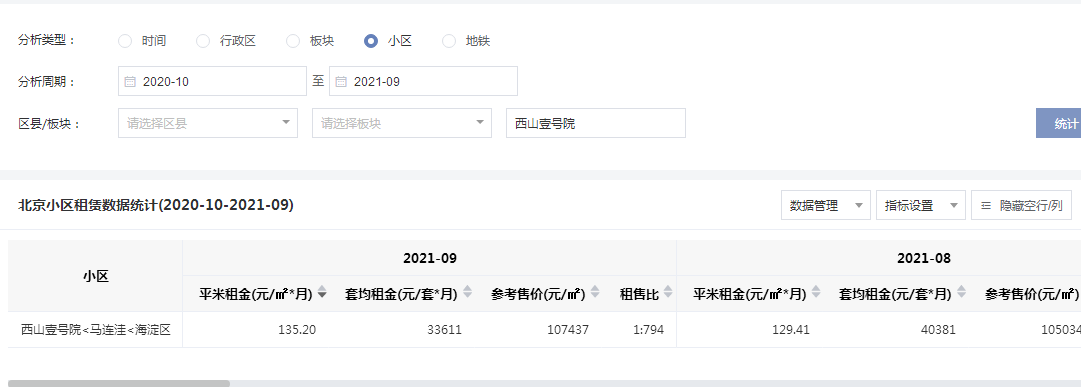 分析类型： 时间 行政区 板块 小区 地铁
分析周期： 2020-10 至 2021-09
区县/板块： 请选择区县 请选择板块 西山壹号院 统计
北京小区租赁数据统计(2020-10-2021-09) 数据管理 指标设置 隐藏空行/列
小区 2021-09 2021-08
平米租金(元/㎡*月) 套均租金(元/套*月) 参考售价(元/㎡) 租售比 平米租金(元/㎡*月) 套均租金(元/套*月) 参考售价(元/㎡)
西山壹号院<马连洼<海淀区 135.20 33611 107437 1:794 129.41 40381 105034